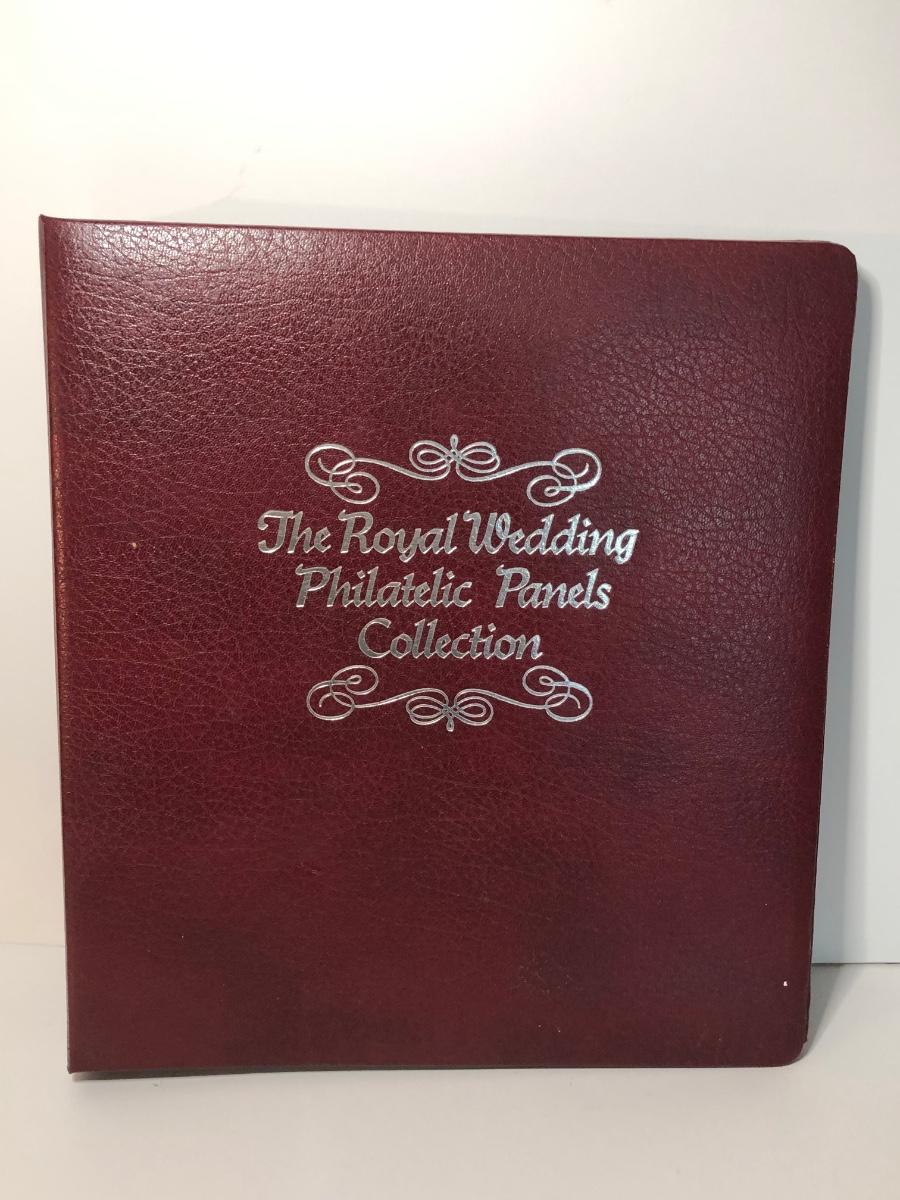 The Royal Wedding
Philatelic Panels
Collection